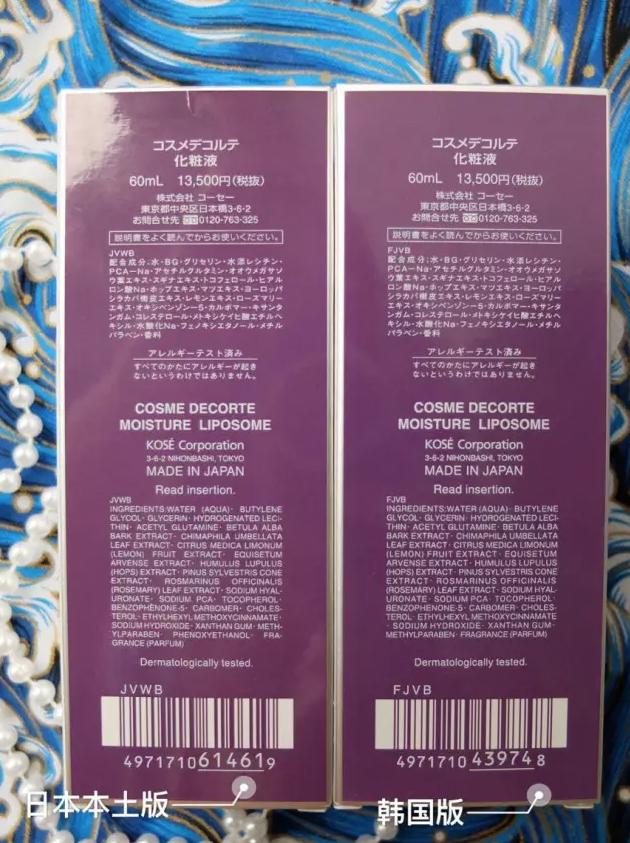 コスメデコルテ
化粧液
60mL 13,500円(税抜)
株式会社 コーセー
東京都中央区日本橋3-6-2
お問合せ先 0120-763-325
説明書をよく読んでからお使いください。
JVWB
配合成分:水・BG・グリセリン・水添レシチン・
PCA-Na・アセチルグルタミン・オオウメガサソ
ウ葉エキス・スギナエキス・トコフェロール・ヒアル
ロン酸Na・ホップエキス・マツエキス・ヨーロッパ
シラカバ樹皮エキス・レモンエキス・ローズマリー
エキス・オキシベンゾン-5・カルボマー・キサンタ
ンガム・コレステロール・メトキシケイヒ酸エチルヘ
キシル・水酸化Na・フェノキシエタノール・メチル
パラベン・香料
アレルギーテスト済み
すべてのかたにアレルギーが起き
ないというわけではありません。
COSME DECORTE
MOISTURE LIPOSOME
KOSÉ Corporation
3-6-2 NIHONBASHI, TOKYO
MADE IN JAPAN
Read insertion.
JVWB
INGREDIENTS:WATER (AQUA)· BUTYLENE
GLYCOL· GLYCERIN· HYDROGENATED LECI-
THIN· ACETYL GLUTAMINE· BETULA ALBA
BARK EXTRACT· CHIMAPHILA UMBELLATA
LEAF EXTRACT· CITRUS MEDICA LIMONUM
(LEMON) FRUIT EXTRACT· EQUISETUM
ARVENSE EXTRACT· HUMULUS LUPULUS
(HOPS) EXTRACT· PINUS SYLVESTRIS CONE
EXTRACT· ROSMARINUS OFFICINALIS
(ROSEMARY) LEAF EXTRACT· SODIUM HYAL-
URONATE· SODIUM PCA· TOCOPHEROL·
BENZOPHENONE-5· CARBOMER· CHOLES-
TEROL· ETHYLHEXYL METHOXYCINNAMATE·
SODIUM HYDROXIDE· XANTHAN GUM· METH-
YLPARABEN· PHENOXYETHANOL· FRA-
GRANCE (PARFUM)
Dermatologically tested.
JVWB
4971710614619
日本本土版
コスメデコルテ
化粧液
60mL 13,500円(税抜)
株式会社 コーセー
東京都中央区日本橋3-6-2
お問合せ先 0120-763-325
説明書をよく読んでからお使いください。
FJVB
配合成分:水・BG・グリセリン・水添レシチン・
PCA-Na・アセチルグルタミン・オオウメガサソ
ウ葉エキス・スギナエキス・トコフェロール・ヒアル
ロン酸Na・ホップエキス・マツエキス・ヨーロッパ
シラカバ樹皮エキス・レモンエキス・ローズマリー
エキス・オキシベンゾン-5・カルボマー・キサンタ
ンガム・コレステロール・メトキシケイヒ酸エチルヘ
キシル・水酸化Na・フェノキシエタノール・メチル
パラベン・香料
アレルギーテスト済み
すべてのかたにアレルギーが起き
ないというわけではありません。
COSME DECORTE
MOISTURE LIPOSOME
KOSÉ Corporation
3-6-2 NIHONBASHI, TOKYO
MADE IN JAPAN
Read insertion.
FJVB
INGREDIENTS:WATER (AQUA)· BUTYLENE
GLYCOL· GLYCERIN· HYDROGENATED LECI-
THIN· ACETYL GLUTAMINE· BETULA ALBA
BARK EXTRACT· CHIMAPHILA UMBELLATA
LEAF EXTRACT· CITRUS MEDICA LIMONUM
(LEMON) FRUIT EXTRACT· EQUISETUM
ARVENSE EXTRACT· HUMULUS LUPULUS
(HOPS) EXTRACT· PINUS SYLVESTRIS CONE
EXTRACT· ROSMARINUS OFFICINALIS
(ROSEMARY) LEAF EXTRACT· SODIUM HYAL-
URONATE· SODIUM PCA· TOCOPHEROL·
BENZOPHENONE-5· CARBOMER· CHOLES-
TEROL· ETHYLHEXYL METHOXYCINNAMATE
· SODIUM HYDROXIDE· XANTHAN GUM·
METHYLPARABEN· FRAGRANCE (PARFUM)
Dermatologically tested.
FJVB
4971710439748
韩国版